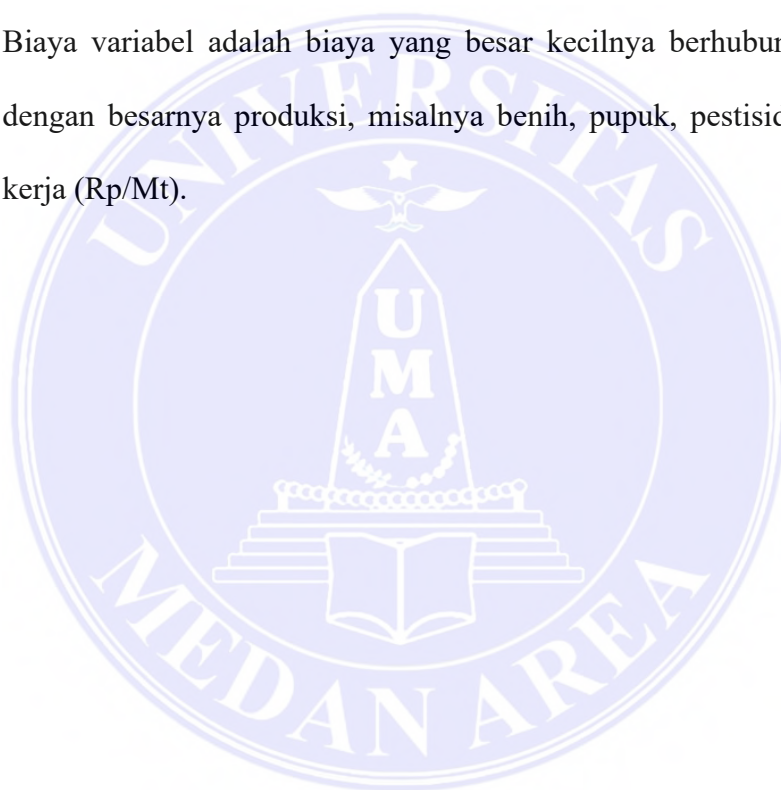 Biaya variabel adalah biaya yang besar kecilnya
dengan besarnya produksi, misalnya benih, pupuk,
kerja (Rp/Mt).
UNIVERSITAS
UMA
MEDAN AREA